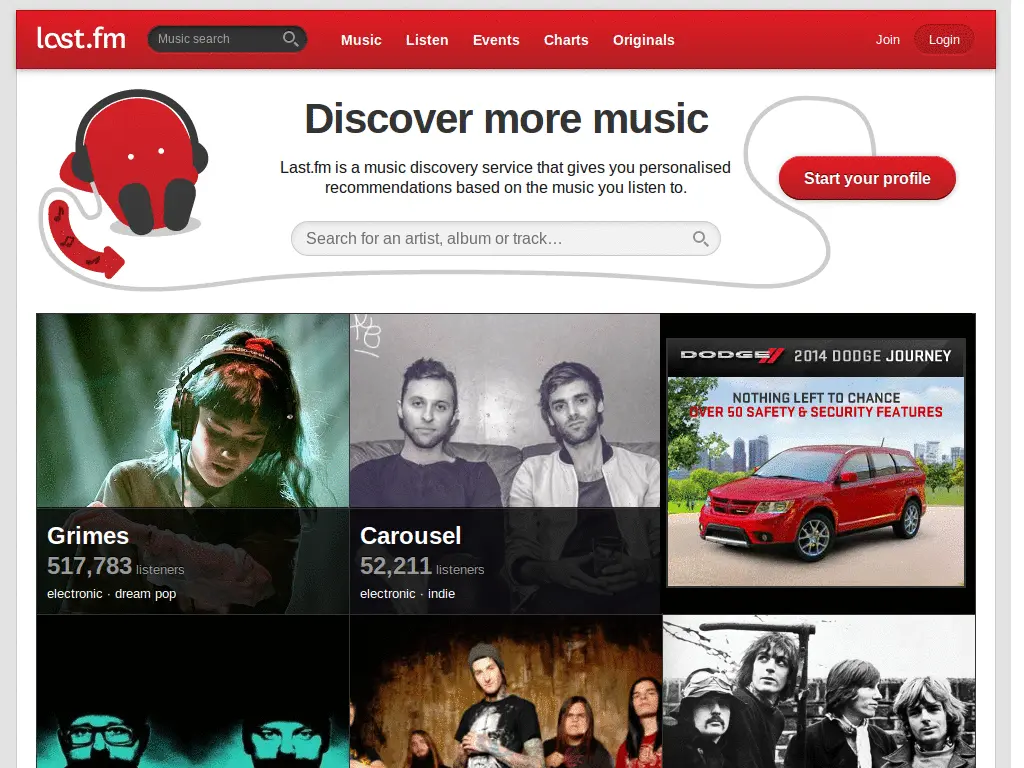 last.fm
Music search
Music Listen Events Charts Originals
Join Login
Discover more music
Last.fm is a music discovery service that gives you personalised
recommendations based on the music you listen to.
Start your profile
Search for an artist, album or track…
DODGE 2014 DODGE JOURNEY
NOTHING LEFT TO CHANCE
OVER 50 SAFETY & SECURITY FEATURES
Grimes
517,783 listeners
electronic · dream pop
Carousel
52,211 listeners
electronic · indie